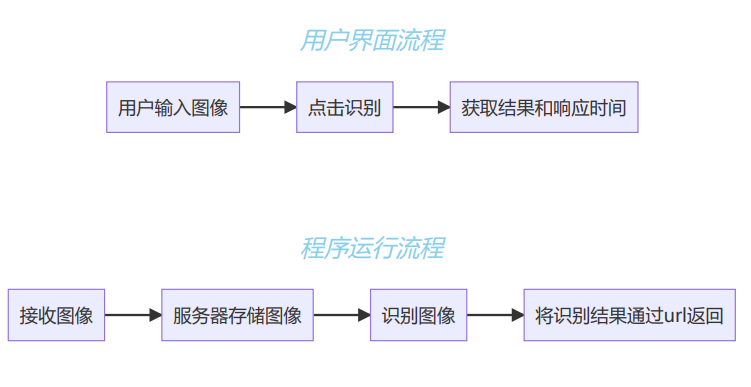 用户界面流程
用户输入图像 点击识别 获取结果和响应时间
程序运行流程
接收图像 服务器存储图像 识别图像 将识别结果通过url返回